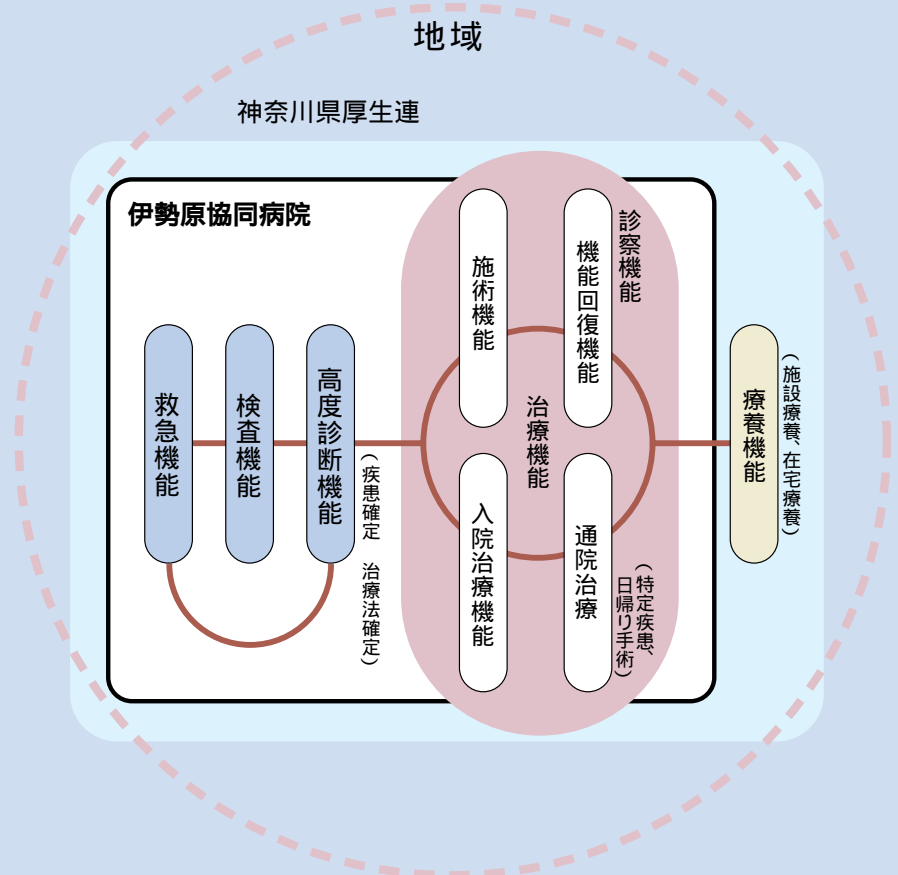 地域
神奈川県厚生連
伊勢原協同病院
救急機能
検査機能
高度診断機能
（疾患確定　治療法確定）
施術機能
機能回復機能
診察機能
治療機能
入院治療機能
通院治療
（特定疾患、
日帰り手術）
療養機能
（施設療養、在宅療養）